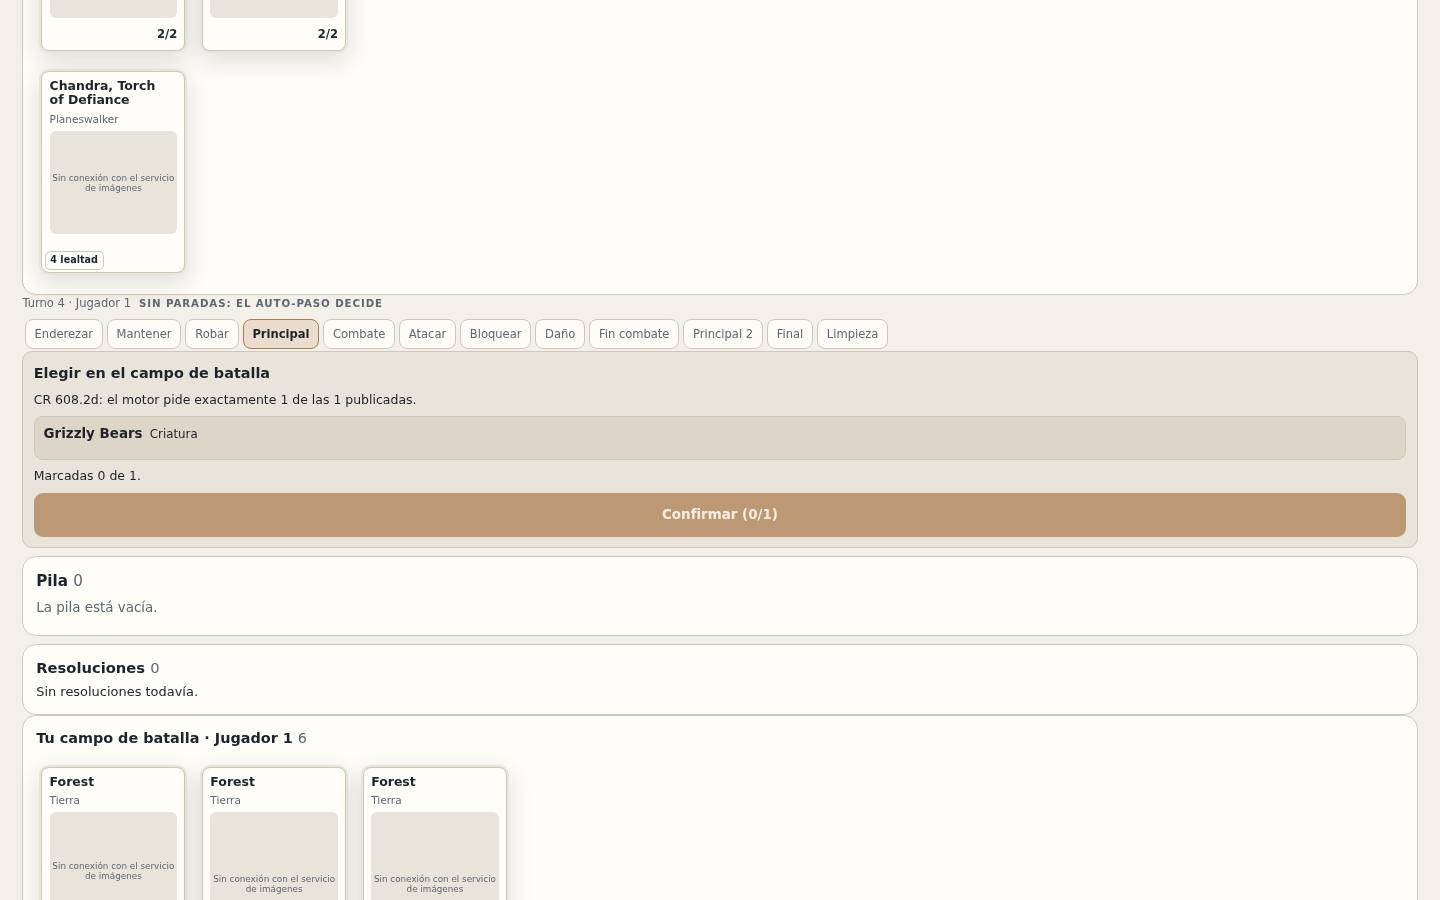 2/2
2/2
Chandra, Torch
of Defiance
Planeswalker
Sin conexión con el servicio
de imágenes
4 lealtad
Turno 4 · Jugador 1 SIN PARADAS: EL AUTO-PASO DECIDE
Enderezar Mantener Robar Principal Combate Atacar Bloquear Daño Fin combate Principal 2 Final Limpieza
Elegir en el campo de batalla
CR 608.2d: el motor pide exactamente 1 de las 1 publicadas.
Grizzly Bears Criatura
Marcadas 0 de 1.
Confirmar (0/1)
Pila 0
La pila está vacía.
Resoluciones 0
Sin resoluciones todavía.
Tu campo de batalla · Jugador 1 6
Forest
Tierra
Sin conexión con el servicio
de imágenes
Forest
Tierra
Sin conexión con el servicio
de imágenes
Forest
Tierra
Sin conexión con el servicio
de imágenes